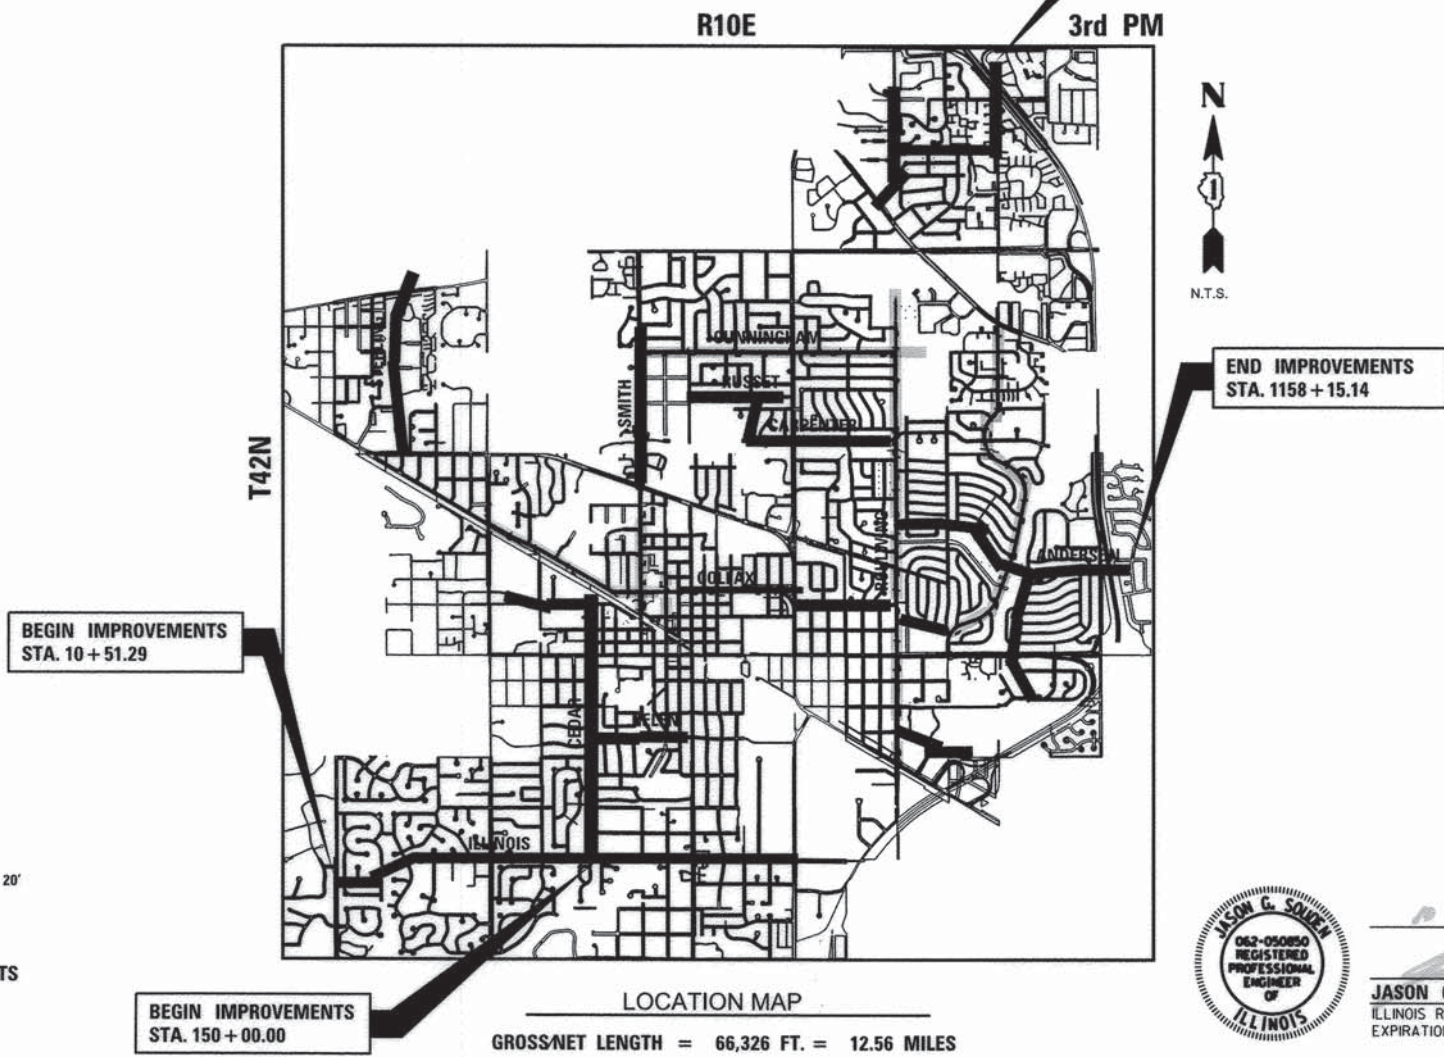 R10E
3rd PM
N
N.T.S.
END IMPROVEMENTS
STA. 1158+15.14
T42N
SMITH
CUNNINGHAM
RUSSET
CARPENTER
ROHLWING
ANDERSEN
COLFAX
BEGIN IMPROVEMENTS
STA. 10+51.29
CEDAR
HELEN
ILLINOIS
20'
TS
BEGIN IMPROVEMENTS
STA. 150+00.00
LOCATION MAP
GROSS/NET LENGTH = 66,326 FT. = 12.56 MILES
JASON G. SOUDEN
062-050850
REGISTERED
PROFESSIONAL
ENGINEER
OF
ILLINOIS
JASON
ILLINOIS R
EXPIRATION